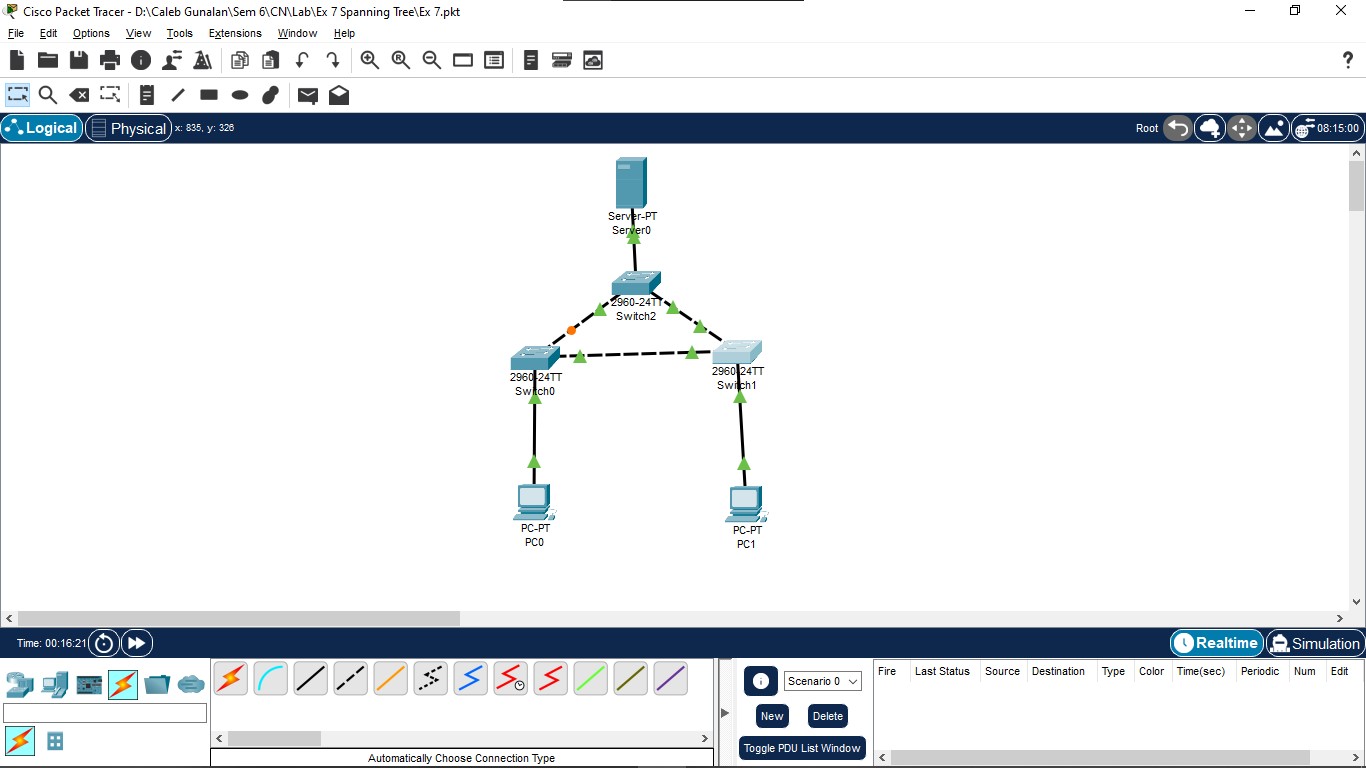 Cisco Packet Tracer - D:\Caleb Gunalan\Sem 6\CN\Lab\Ex 7 Spanning Tree\Ex 7.pkt
File Edit Options View Tools Extensions Window Help
Logical Physical x: 835, y: 326 Root 08:15:00
Server-PT
Server0
2960-24TT
Switch2
2960-24TT
Switch0
2960-24TT
Switch1
PC-PT
PC0
PC-PT
PC1
Time: 00:16:21 Realtime Simulation
Scenario 0
New Delete
Toggle PDU List Window
Fire Last Status Source Destination Type Color Time(sec) Periodic Num Edit
Automatically Choose Connection Type